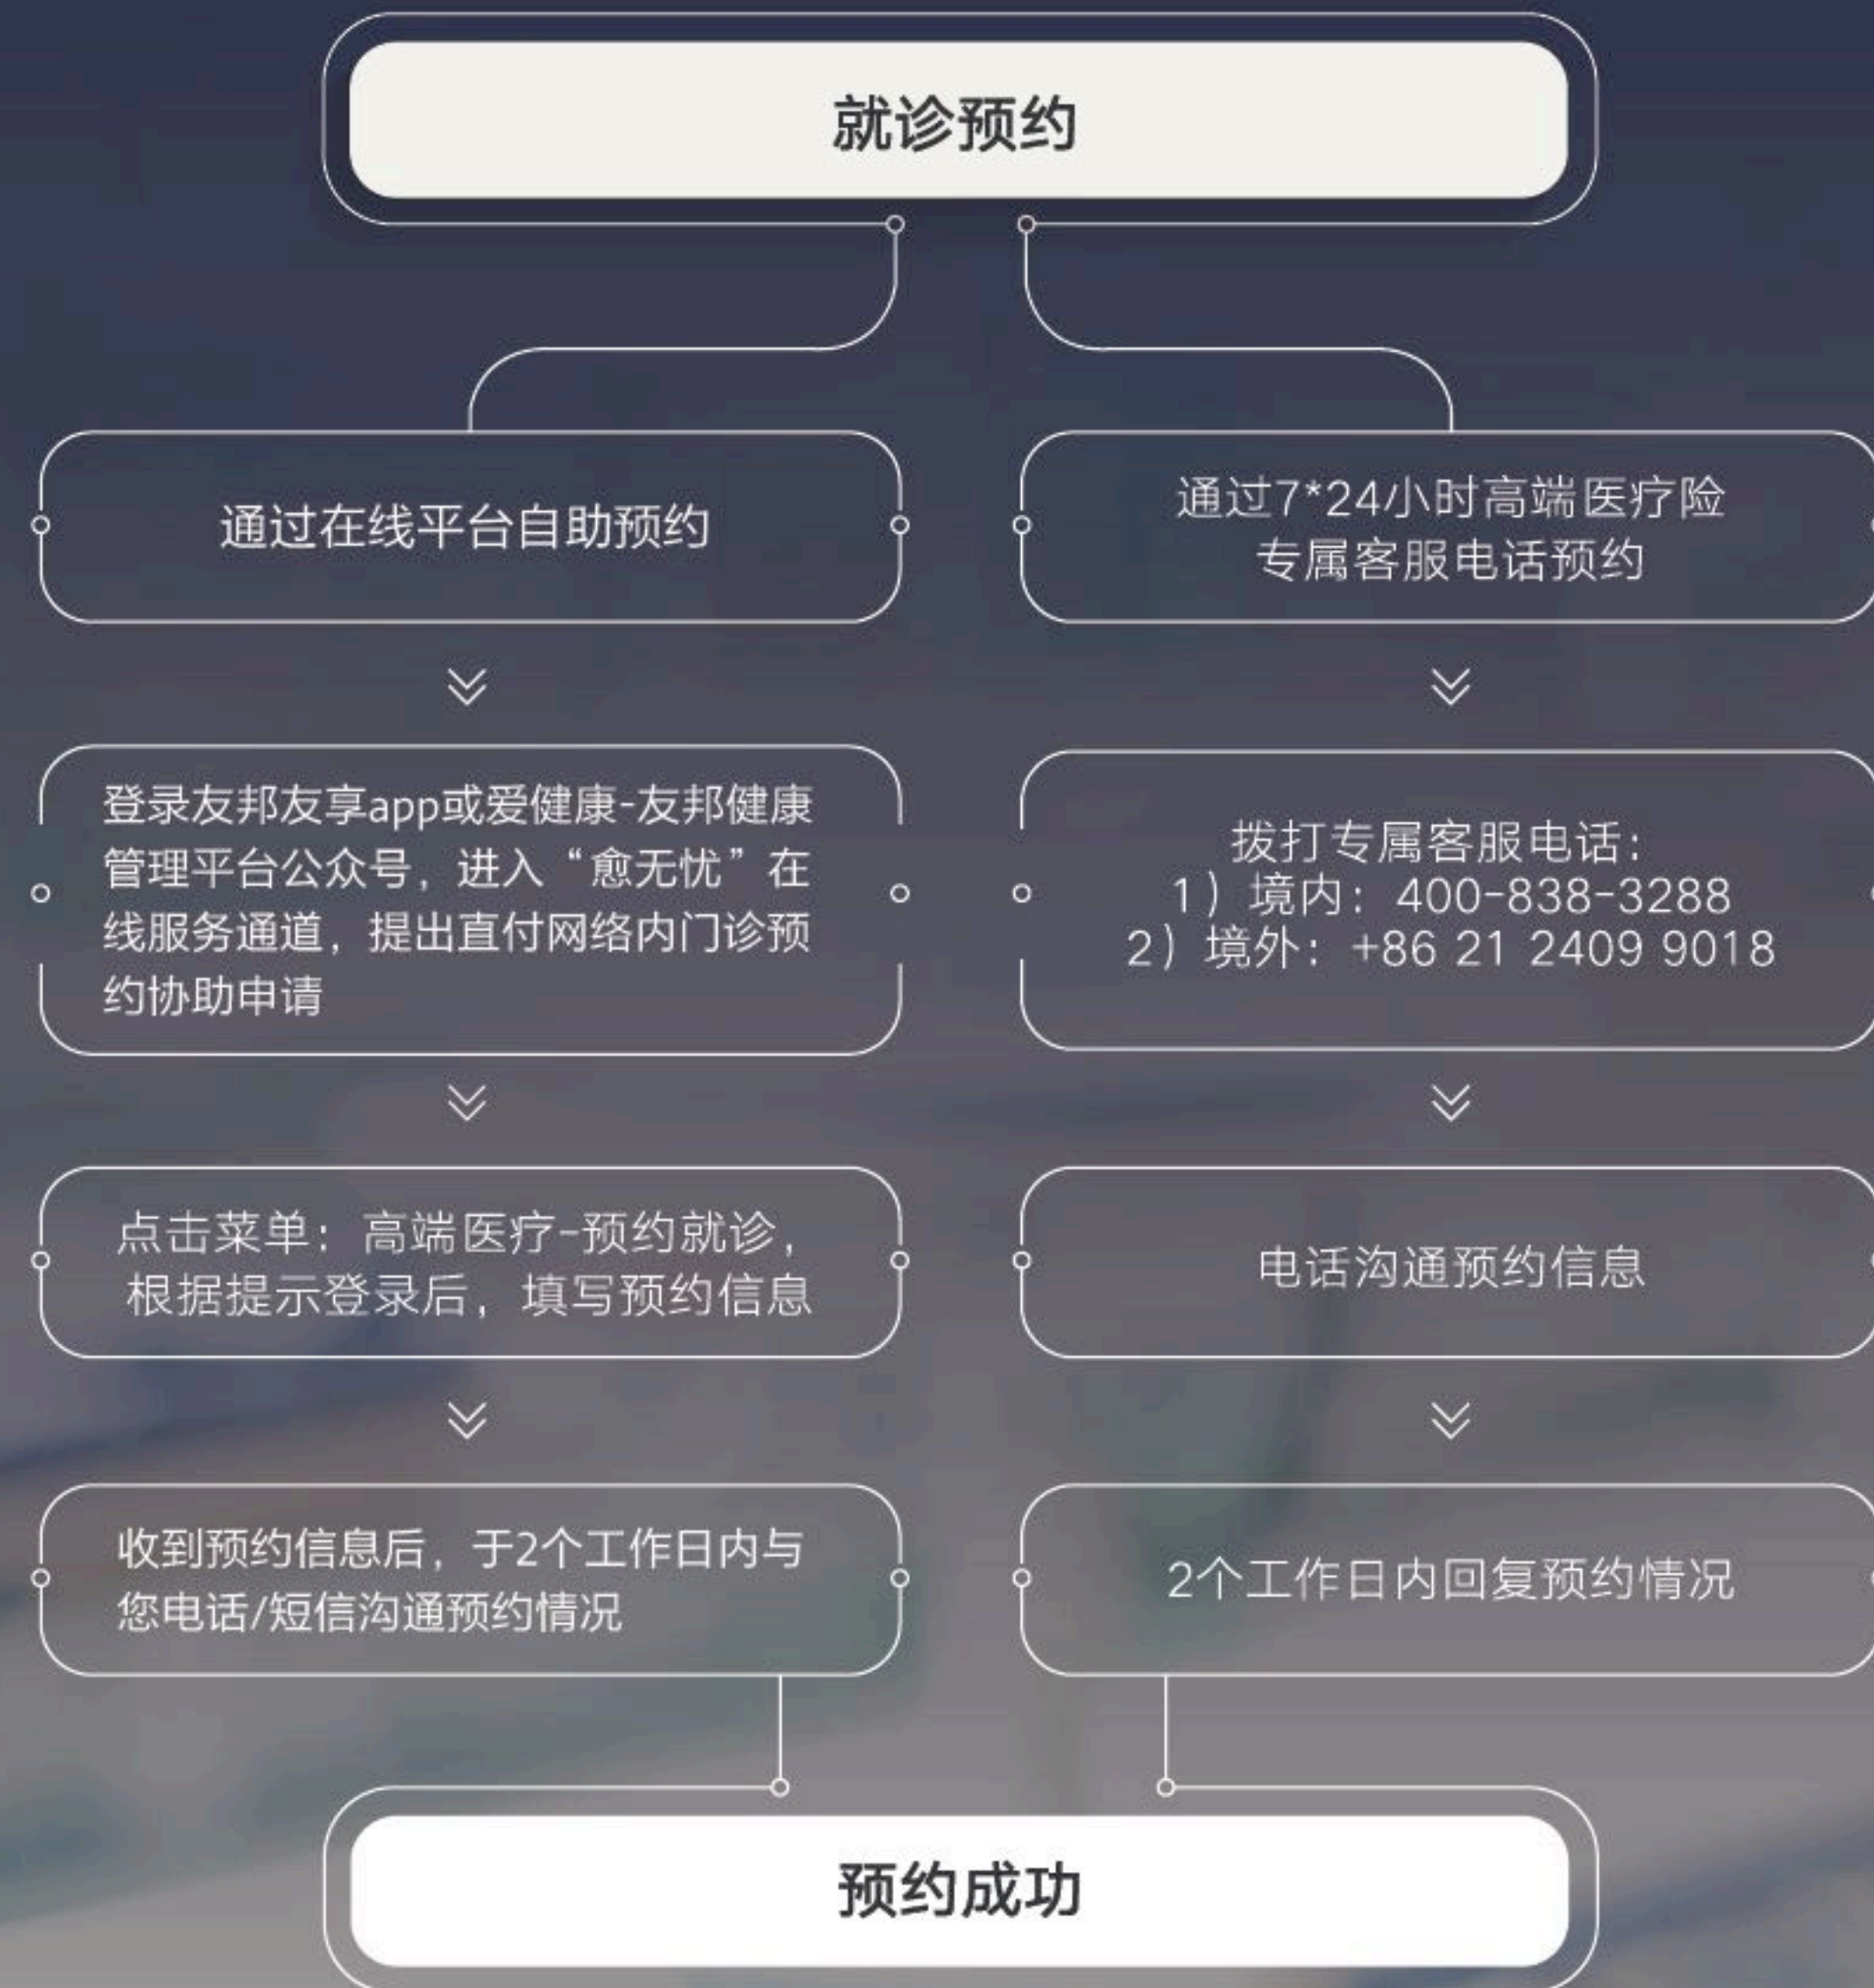 就诊预约
通过在线平台自助预约
登录友邦友享app或爱健康-友邦健康
管理平台公众号，进入“愈无忧”在
线服务通道，提出直付网络内门诊预
约协助申请
点击菜单：高端医疗-预约就诊，
根据提示登录后，填写预约信息
收到预约信息后，于2个工作日内与
您电话/短信沟通预约情况
通过7*24小时高端医疗险
专属客服电话预约
拨打专属客服电话：
1）境内：400-838-3288
2）境外：+86 21 2409 9018
电话沟通预约信息
2个工作日内回复预约情况
预约成功